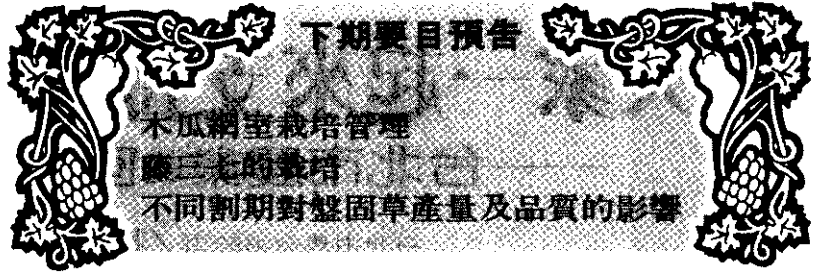 下期要目預告
木瓜網室栽培管理
藤三七的栽培
不同割期對盤固草產量及品質的影響